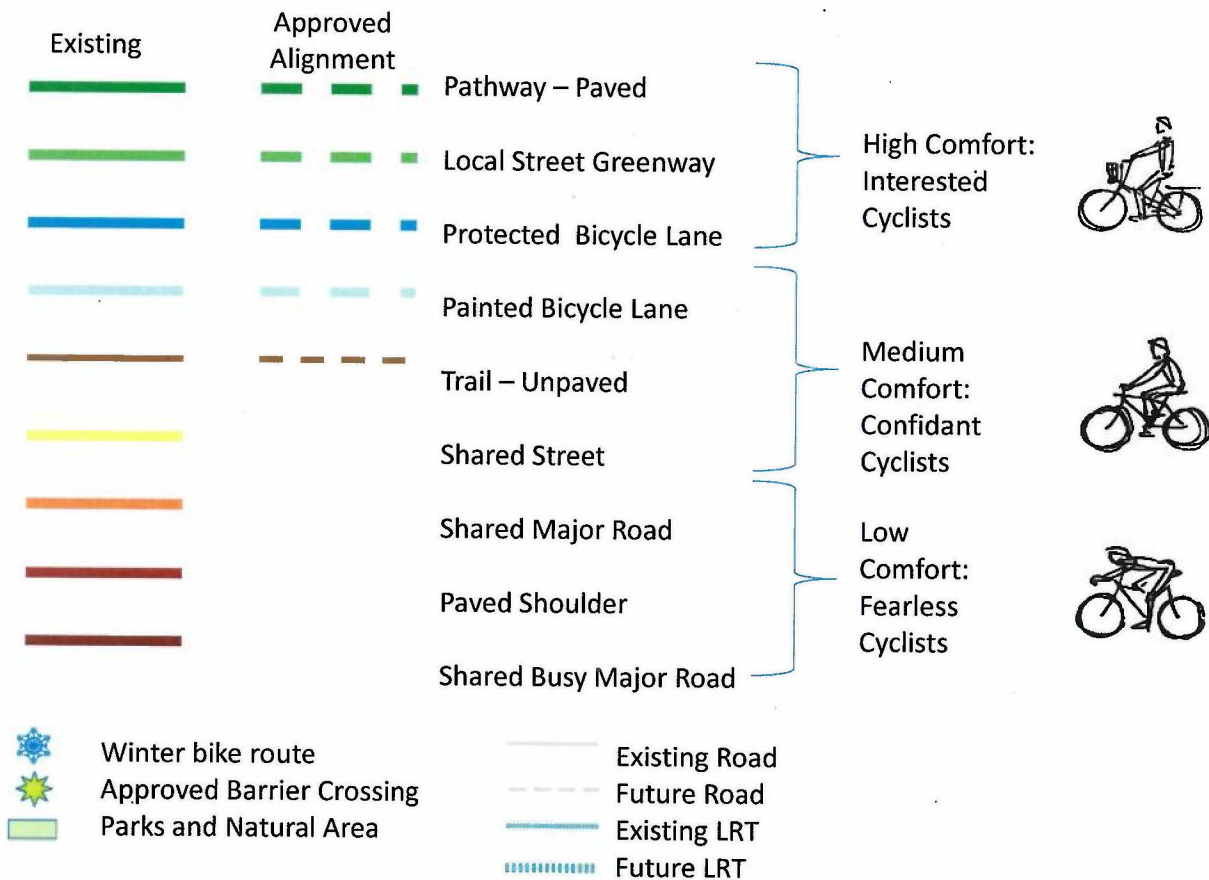 Existing
Approved
Alignment
Pathway – Paved
Local Street Greenway
Protected Bicycle Lane
High Comfort:
Interested
Cyclists
Painted Bicycle Lane
Trail – Unpaved
Shared Street
Medium
Comfort:
Confidant
Cyclists
Shared Major Road
Paved Shoulder
Shared Busy Major Road
Low
Comfort:
Fearless
Cyclists
Winter bike route
Approved Barrier Crossing
Parks and Natural Area
Existing Road
Future Road
Existing LRT
Future LRT